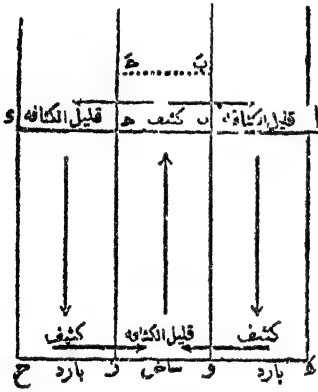 بَ حَ
ا قليل الكثافة ب كثيف ح قليل الكثافة ء
كثيف قليل الكثافة كثيف
ك بارد و ساخن ز بارد ح